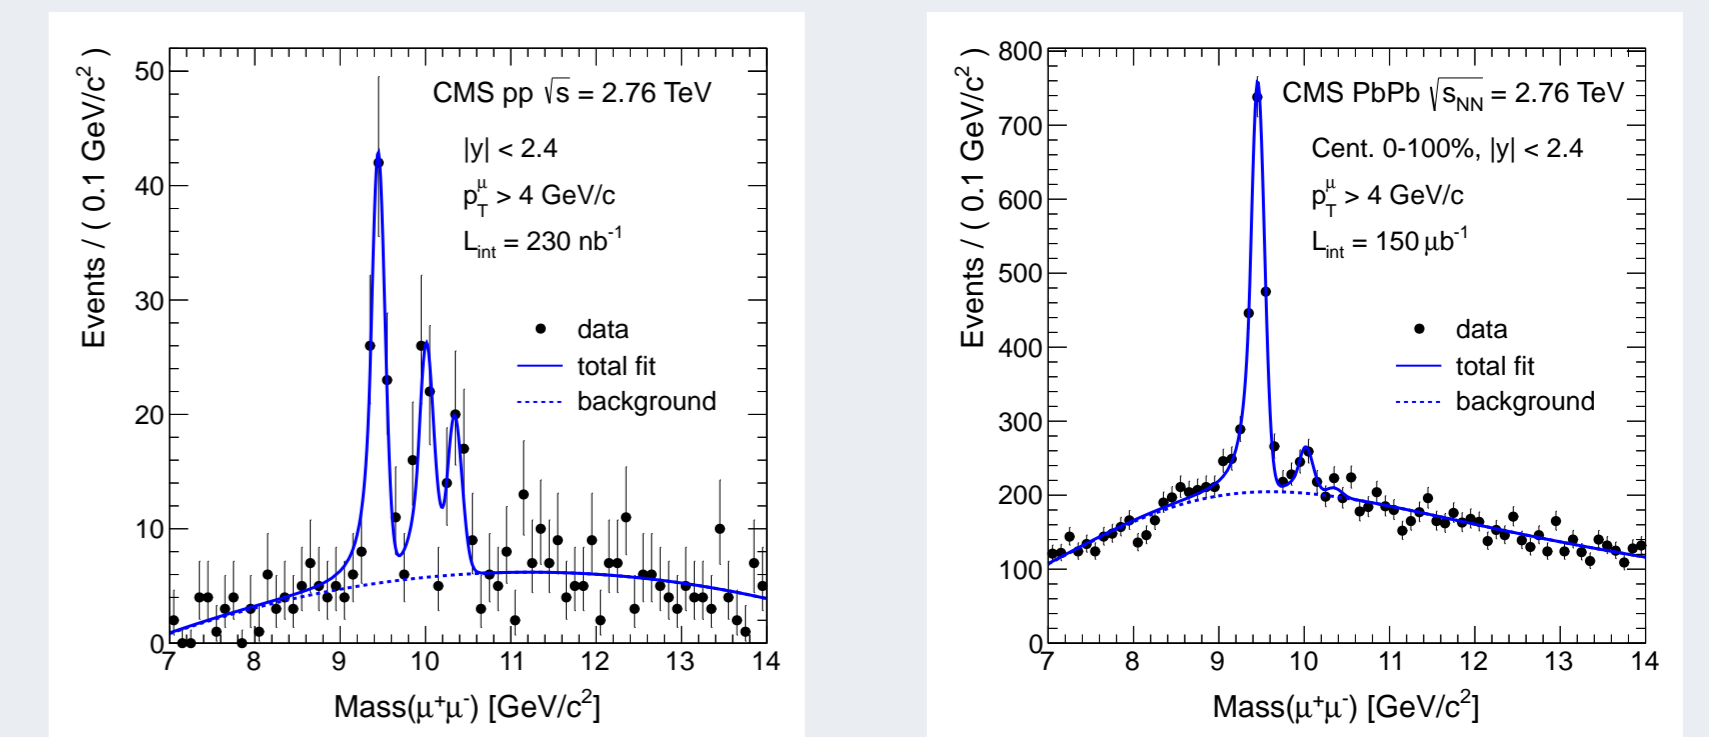 CMS pp √s = 2.76 TeV
|y| < 2.4
p_T^μ > 4 GeV/c
L_int = 230 nb^-1
data
total fit
background
Events / ( 0.1 GeV/c^2 )
50
40
30
20
10
0
7 8 9 10 11 12 13 14
Mass(μ^+μ^-) [GeV/c^2]
CMS PbPb √s_NN = 2.76 TeV
Cent. 0-100%, |y| < 2.4
p_T^μ > 4 GeV/c
L_int = 150 μb^-1
data
total fit
background
Events / ( 0.1 GeV/c^2 )
800
700
600
500
400
300
200
100
0
7 8 9 10 11 12 13 14
Mass(μ^+μ^-) [GeV/c^2]